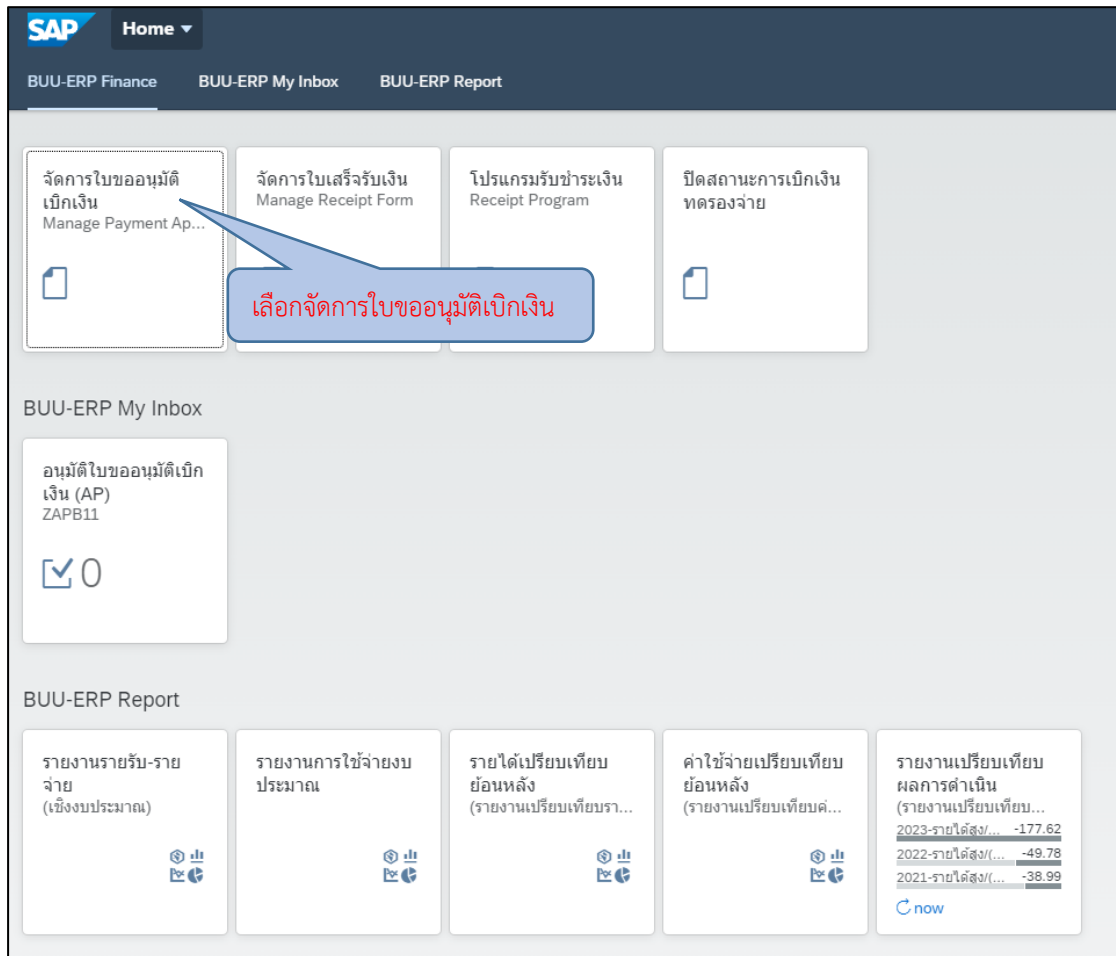 SAP Home
BUU-ERP Finance BUU-ERP My Inbox BUU-ERP Report
จัดการใบขออนุมัติ
เบิกเงิน
Manage Payment Ap...
จัดการใบเสร็จรับเงิน
Manage Receipt Form
โปรแกรมรับชำระเงิน
Receipt Program
ปิดสถานะการเบิกเงิน
ทดรองจ่าย
เลือกจัดการใบขออนุมัติเบิกเงิน
BUU-ERP My Inbox
อนุมัติใบขออนุมัติเบิก
เงิน (AP)
ZAPB11
0
BUU-ERP Report
รายงานรายรับ-ราย
จ่าย
(เชิงงบประมาณ)
รายงานการใช้จ่ายงบ
ประมาณ
รายได้เปรียบเทียบ
ย้อนหลัง
(รายงานเปรียบเทียบรา...
ค่าใช้จ่ายเปรียบเทียบ
ย้อนหลัง
(รายงานเปรียบเทียบค่...
รายงานเปรียบเทียบ
ผลการดำเนิน
(รายงานเปรียบเทียบ...
2023-รายได้สูง/... -177.62
2022-รายได้สูง/(... -49.78
2021-รายได้สูง/(... -38.99
now